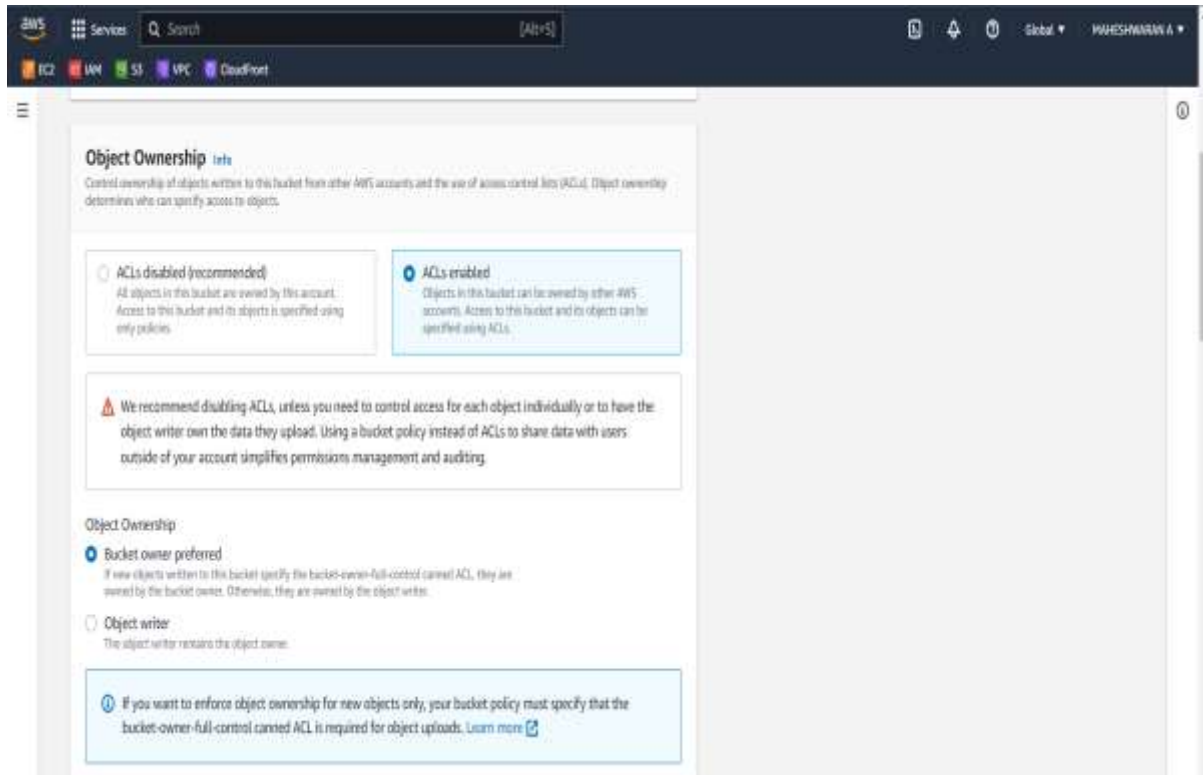 aws
Services
Search
[Alt+S]
Global
MAHESHWARAN A
EC2
IAM
S3
VPC
CloudFront
Object Ownership Info
Control ownership of objects written to this bucket from other AWS accounts and the use of access control lists (ACLs). Object ownership
determines who can specify access to objects.
ACLs disabled (recommended)
All objects in this bucket are owned by this account.
Access to this bucket and its objects is specified using
only policies.
ACLs enabled
Objects in this bucket can be owned by other AWS
accounts. Access to this bucket and its objects can be
specified using ACLs.
We recommend disabling ACLs, unless you need to control access for each object individually or to have the
object writer own the data they upload. Using a bucket policy instead of ACLs to share data with users
outside of your account simplifies permissions management and auditing.
Object Ownership
Bucket owner preferred
If new objects written to this bucket specify the bucket-owner-full-control canned ACL, they are
owned by the bucket owner. Otherwise, they are owned by the object writer.
Object writer
The object writer remains the object owner.
If you want to enforce object ownership for new objects only, your bucket policy must specify that the
bucket-owner-full-control canned ACL is required for object uploads. Learn more